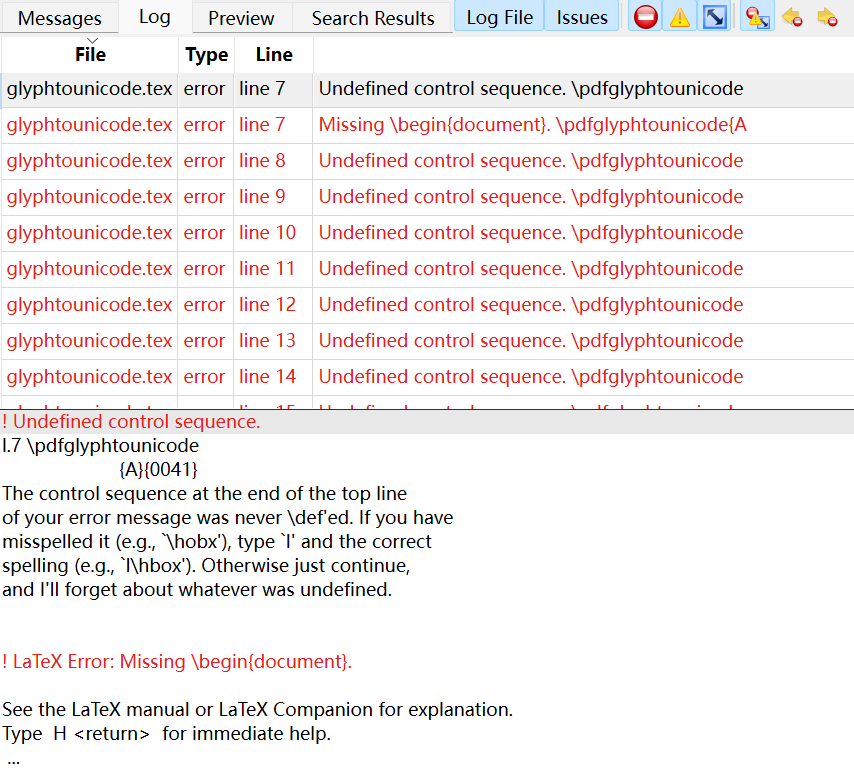 Messages Log Preview Search Results Log File Issues
File Type Line
glyphtounicode.tex error line 7 Undefined control sequence. \pdfglyphtounicode
glyphtounicode.tex error line 7 Missing \begin{document}. \pdfglyphtounicode{A
glyphtounicode.tex error line 8 Undefined control sequence. \pdfglyphtounicode
glyphtounicode.tex error line 9 Undefined control sequence. \pdfglyphtounicode
glyphtounicode.tex error line 10 Undefined control sequence. \pdfglyphtounicode
glyphtounicode.tex error line 11 Undefined control sequence. \pdfglyphtounicode
glyphtounicode.tex error line 12 Undefined control sequence. \pdfglyphtounicode
glyphtounicode.tex error line 13 Undefined control sequence. \pdfglyphtounicode
glyphtounicode.tex error line 14 Undefined control sequence. \pdfglyphtounicode
! Undefined control sequence.
l.7 \pdfglyphtounicode
{A}{0041}
The control sequence at the end of the top line
of your error message was never \def'ed. If you have
misspelled it (e.g., `\hobx'), type `I' and the correct
spelling (e.g., `I\hbox'). Otherwise just continue,
and I'll forget about whatever was undefined.
! LaTeX Error: Missing \begin{document}.
See the LaTeX manual or LaTeX Companion for explanation.
Type H <return> for immediate help.
...